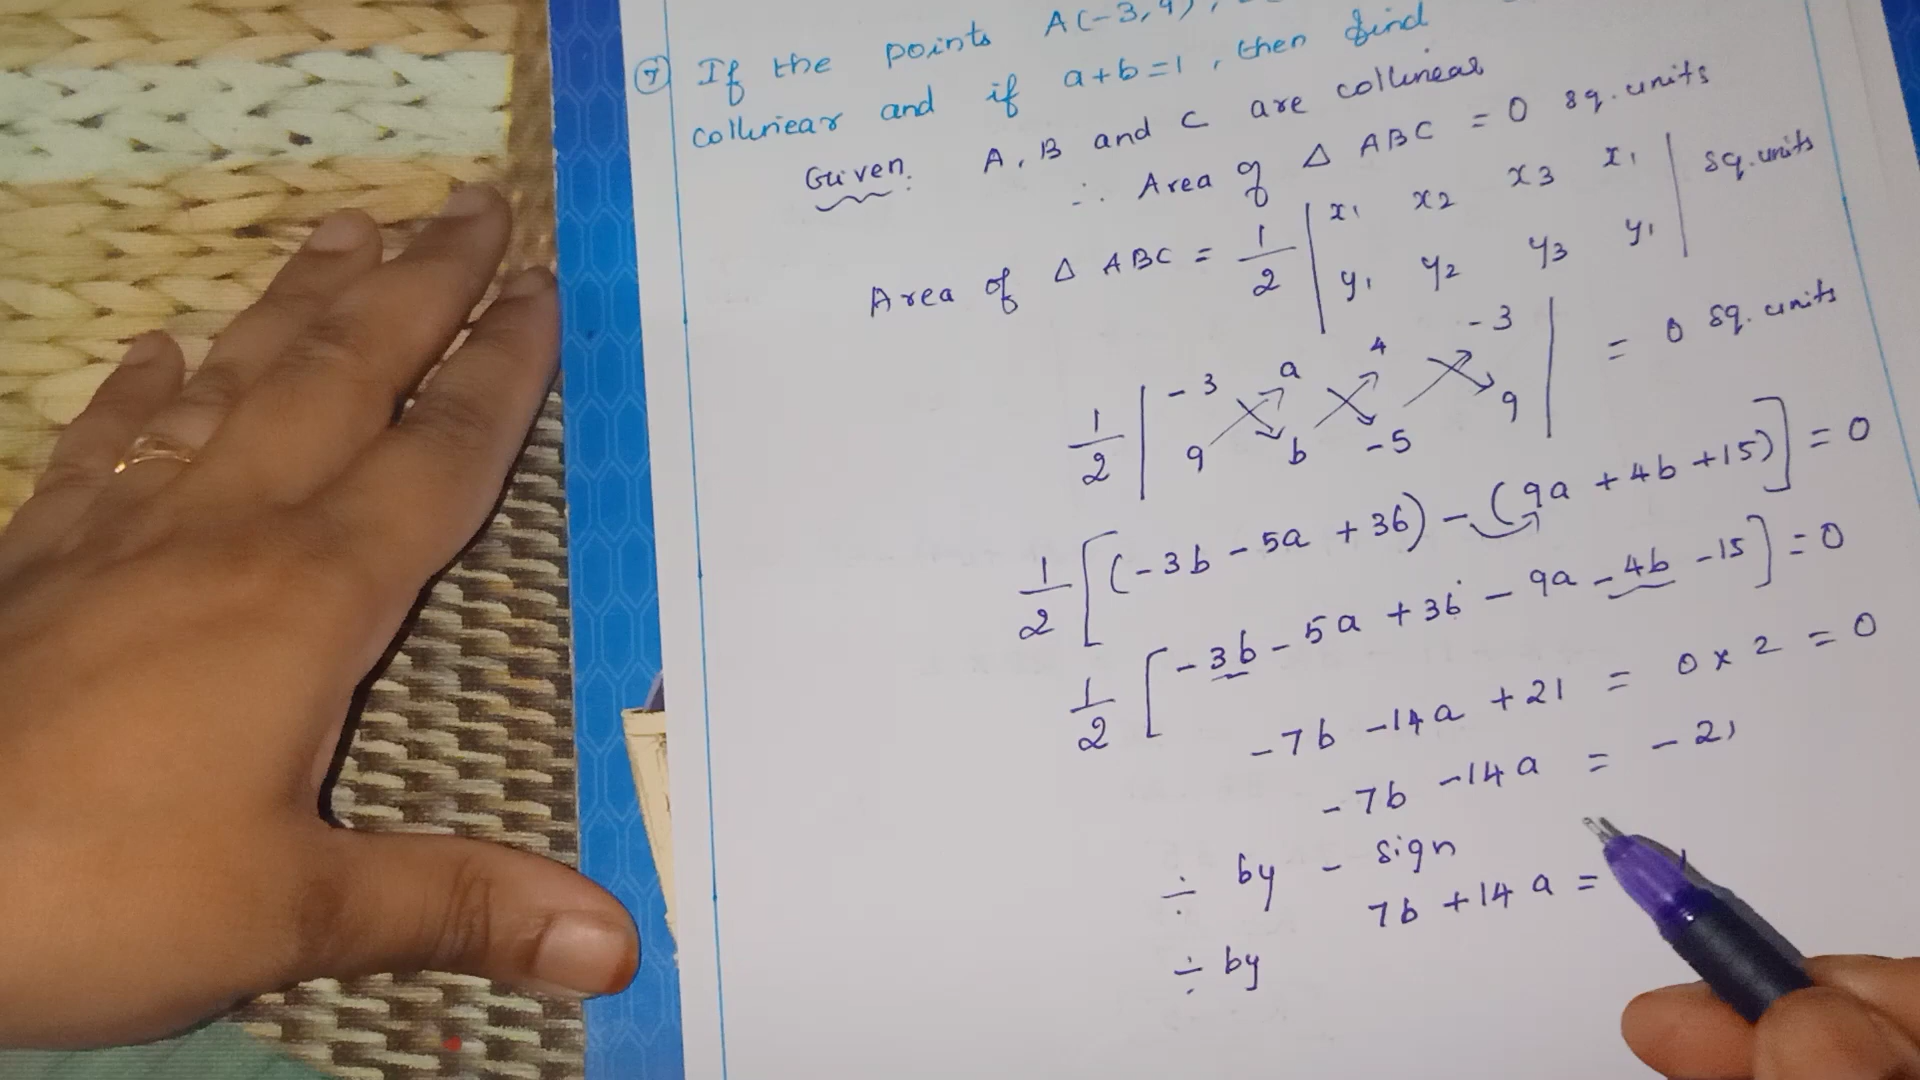 7 If the points A(-3,9),
collinear and if a+b=1, then find
Given. A, B and C are collinear
∴ Area of △ ABC = 0 sq. units
Area of △ ABC = 1/2 | x1 x2 x3 x1 | sq. units
y1 y2 y3 y1
1/2 | -3 a 4 -3 | = 0 sq. units
9 b -5 9
1/2 [(-3b - 5a + 36) - (9a + 4b + 15)] = 0
1/2 [-3b - 5a + 36 - 9a - 4b - 15] = 0
-7b - 14a + 21 = 0 x 2 = 0
-7b - 14a = - 21
÷ by - sign
7b + 14a =
÷ by